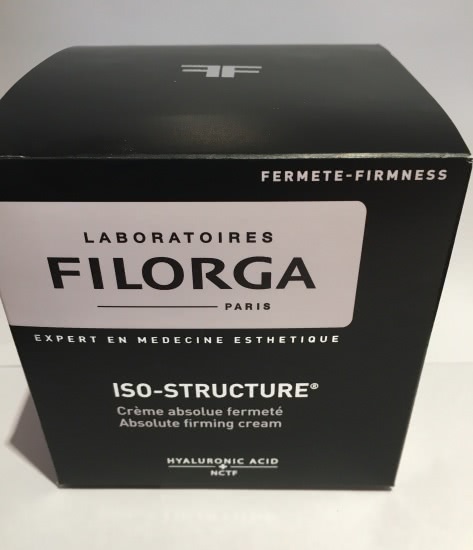 FERMETE-FIRMNESS
LABORATOIRES
FILORGA
PARIS
EXPERT EN MEDECINE ESTHETIQUE
ISO-STRUCTURE®
Crème absolue fermeté
Absolute firming cream
HYALURONIC ACID
+
NCTF